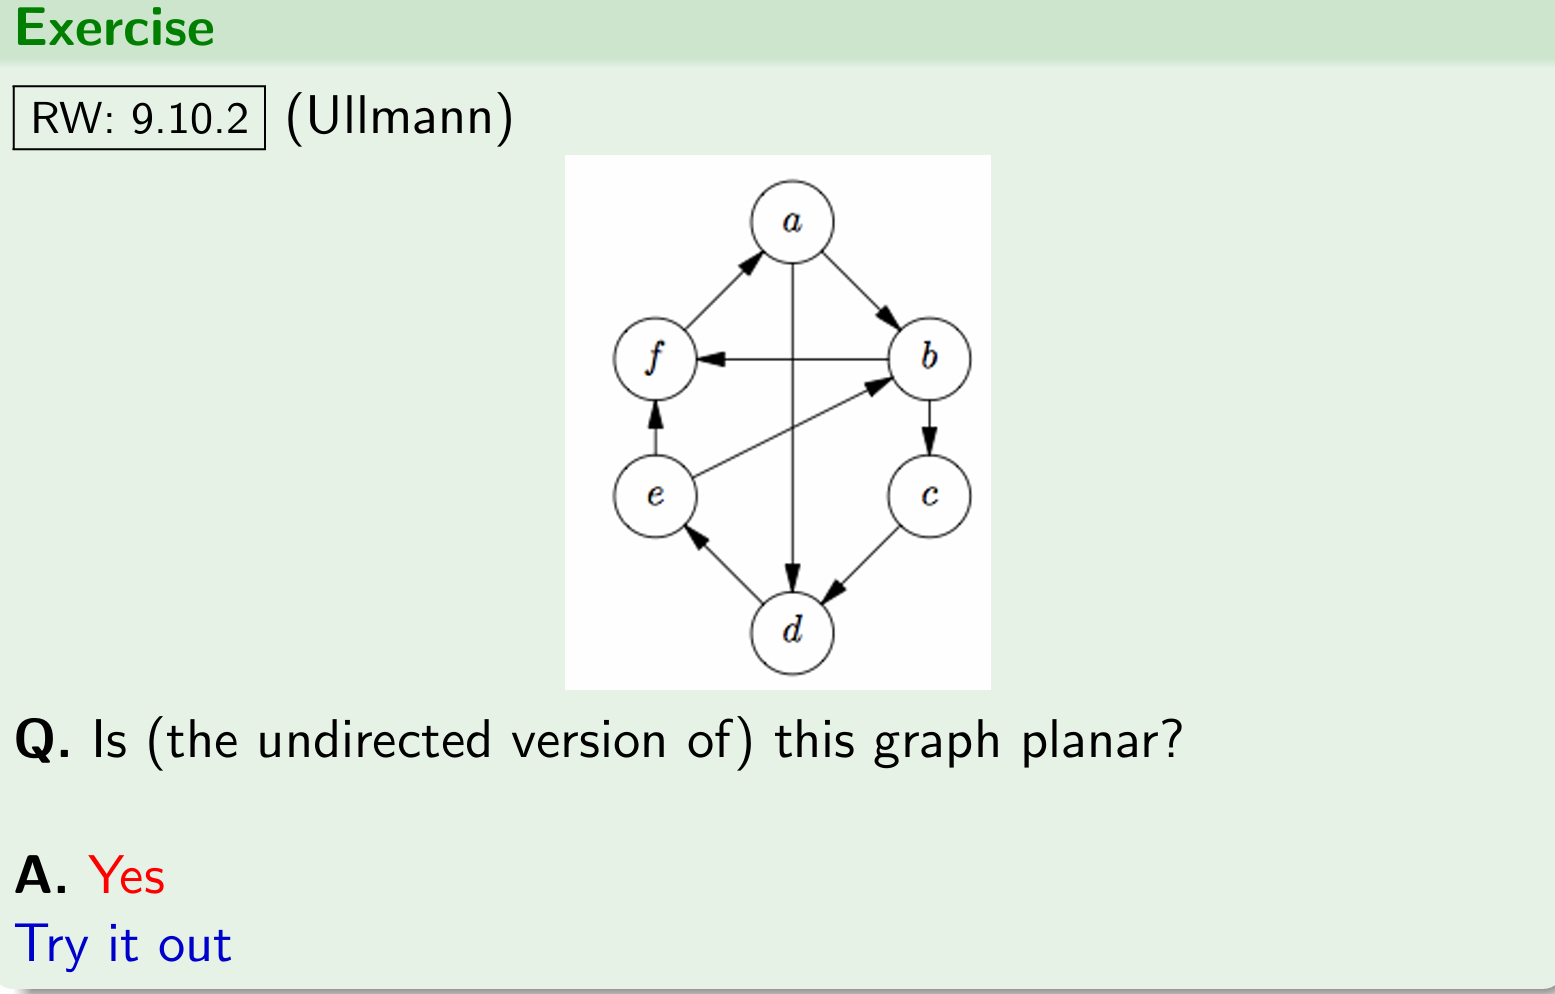 Exercise
RW: 9.10.2 (Ullmann)
a
f b
e c
d
Q. Is (the undirected version of) this graph planar?
A. Yes
Try it out